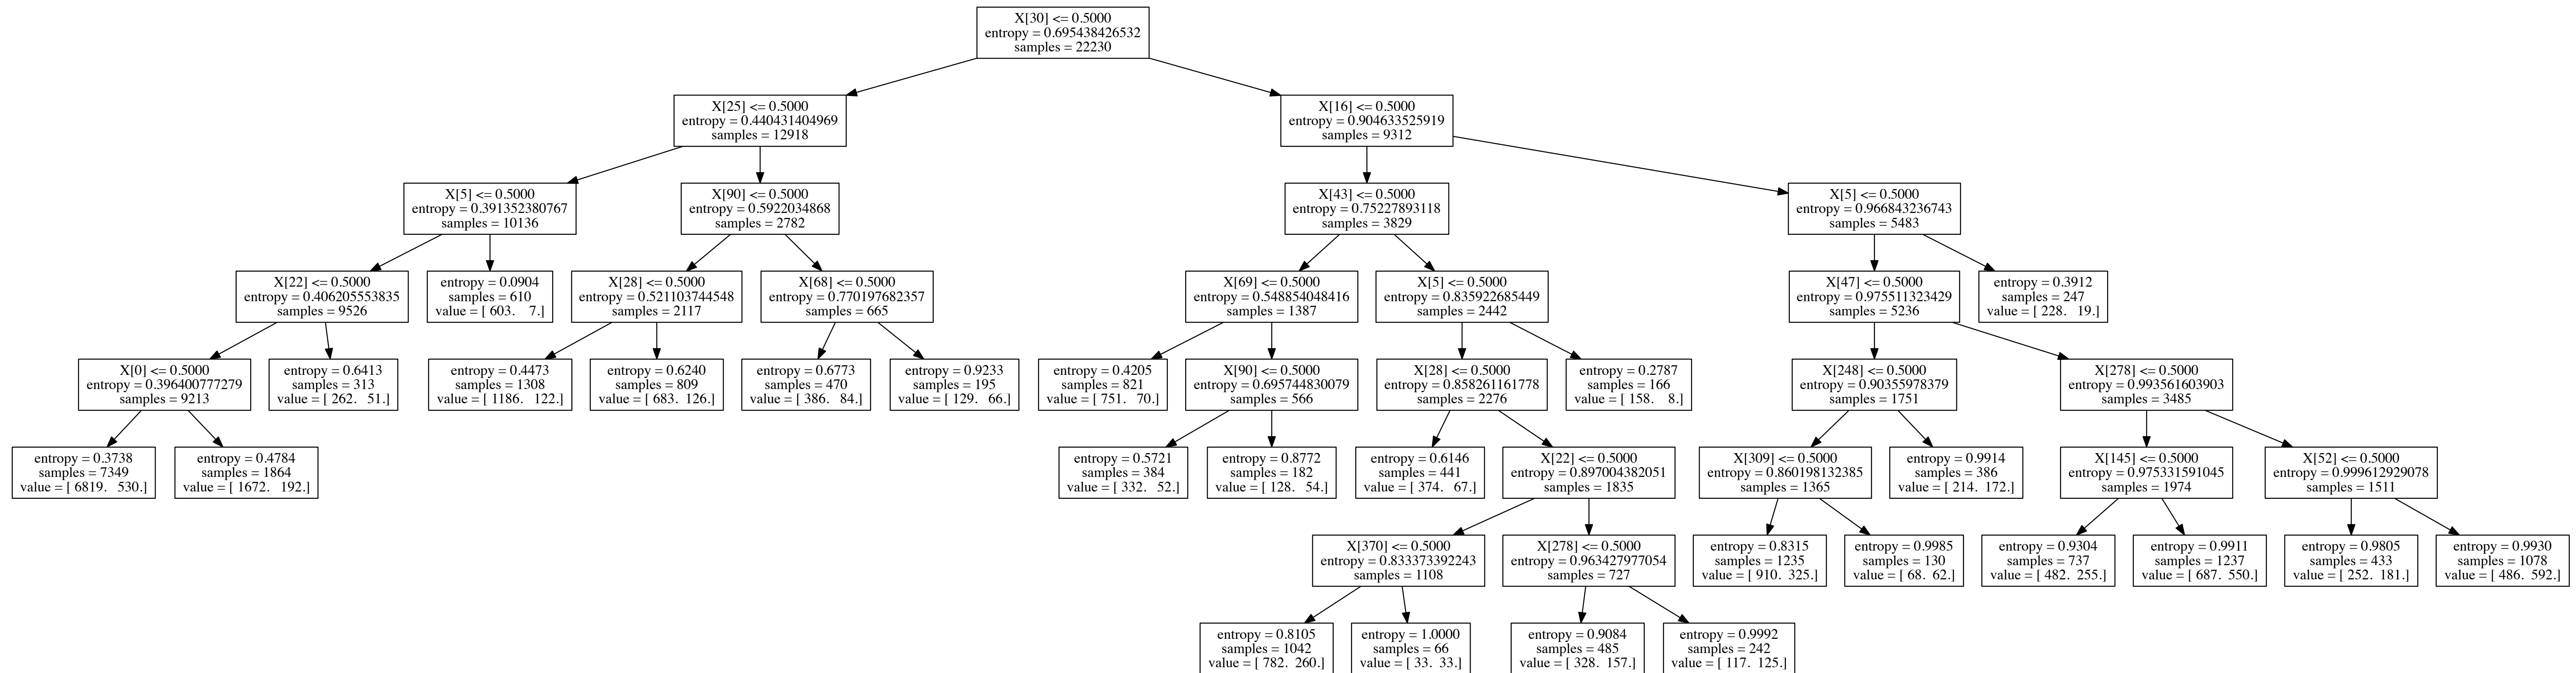 X[30] <= 0.5000
entropy = 0.695438426532
samples = 22230
X[25] <= 0.5000
entropy = 0.440431404969
samples = 12918
X[16] <= 0.5000
entropy = 0.904633525919
samples = 9312
X[5] <= 0.5000
entropy = 0.391352380767
samples = 10136
X[90] <= 0.5000
entropy = 0.5922034868
samples = 2782
X[43] <= 0.5000
entropy = 0.75227893118
samples = 3829
X[5] <= 0.5000
entropy = 0.966843236743
samples = 5483
X[22] <= 0.5000
entropy = 0.406205553835
samples = 9526
entropy = 0.0904
samples = 610
value = [ 603. 7.]
X[28] <= 0.5000
entropy = 0.521103744548
samples = 2117
X[68] <= 0.5000
entropy = 0.770197682357
samples = 665
X[69] <= 0.5000
entropy = 0.548854048416
samples = 1387
X[5] <= 0.5000
entropy = 0.835922685449
samples = 2442
X[47] <= 0.5000
entropy = 0.975511323429
samples = 5236
entropy = 0.3912
samples = 247
value = [ 228. 19.]
X[0] <= 0.5000
entropy = 0.396400777279
samples = 9213
entropy = 0.6413
samples = 313
value = [ 262. 51.]
entropy = 0.4473
samples = 1308
value = [ 1186. 122.]
entropy = 0.6240
samples = 809
value = [ 683. 126.]
entropy = 0.6773
samples = 470
value = [ 386. 84.]
entropy = 0.9233
samples = 195
value = [ 129. 66.]
entropy = 0.4205
samples = 821
value = [ 751. 70.]
X[90] <= 0.5000
entropy = 0.695744830079
samples = 566
X[28] <= 0.5000
entropy = 0.858261161778
samples = 2276
entropy = 0.2787
samples = 166
value = [ 158. 8.]
X[248] <= 0.5000
entropy = 0.90355978379
samples = 1751
X[278] <= 0.5000
entropy = 0.993561603903
samples = 3485
entropy = 0.3738
samples = 7349
value = [ 6819. 530.]
entropy = 0.4784
samples = 1864
value = [ 1672. 192.]
entropy = 0.5721
samples = 384
value = [ 332. 52.]
entropy = 0.8772
samples = 182
value = [ 128. 54.]
entropy = 0.6146
samples = 441
value = [ 374. 67.]
X[22] <= 0.5000
entropy = 0.897004382051
samples = 1835
X[309] <= 0.5000
entropy = 0.860198132385
samples = 1365
entropy = 0.9914
samples = 386
value = [ 214. 172.]
X[145] <= 0.5000
entropy = 0.975331591045
samples = 1974
X[52] <= 0.5000
entropy = 0.999612929078
samples = 1511
X[370] <= 0.5000
entropy = 0.833373392243
samples = 1108
X[278] <= 0.5000
entropy = 0.963427977054
samples = 727
entropy = 0.8315
samples = 1235
value = [ 910. 325.]
entropy = 0.9985
samples = 130
value = [ 68. 62.]
entropy = 0.9304
samples = 737
value = [ 482. 255.]
entropy = 0.9911
samples = 1237
value = [ 687. 550.]
entropy = 0.9805
samples = 433
value = [ 252. 181.]
entropy = 0.9930
samples = 1078
value = [ 486. 592.]
entropy = 0.8105
samples = 1042
value = [ 782. 260.]
entropy = 1.0000
samples = 66
value = [ 33. 33.]
entropy = 0.9084
samples = 485
value = [ 328. 157.]
entropy = 0.9992
samples = 242
value = [ 117. 125.]